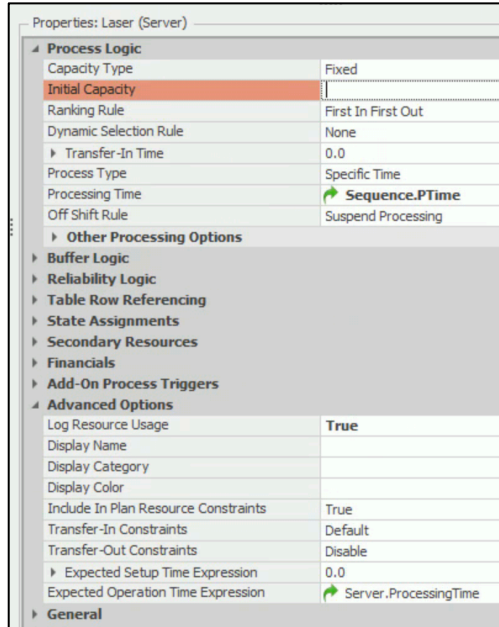 Properties: Laser (Server)
Process Logic
Capacity Type Fixed
Initial Capacity
Ranking Rule First In First Out
Dynamic Selection Rule None
Transfer-In Time 0.0
Process Type Specific Time
Processing Time Sequence.PTime
Off Shift Rule Suspend Processing
Other Processing Options
Buffer Logic
Reliability Logic
Table Row Referencing
State Assignments
Secondary Resources
Financials
Add-On Process Triggers
Advanced Options
Log Resource Usage True
Display Name
Display Category
Display Color
Include In Plan Resource Constraints True
Transfer-In Constraints Default
Transfer-Out Constraints Disable
Expected Setup Time Expression 0.0
Expected Operation Time Expression Server.ProcessingTime
General